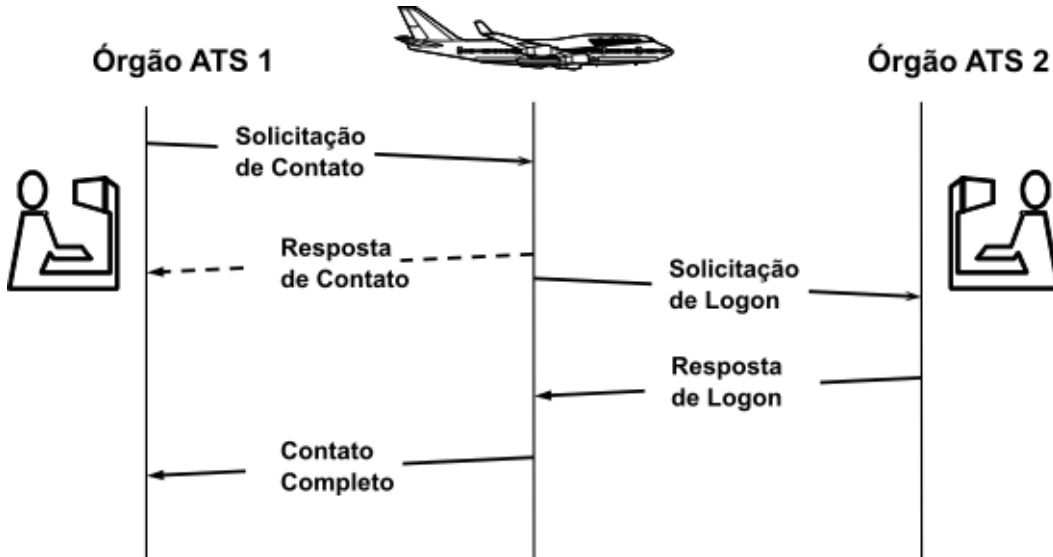 Órgão ATS 1
Órgão ATS 2
Solicitação
de Contato
Resposta
de Contato
Solicitação
de Logon
Resposta
de Logon
Contato
Completo